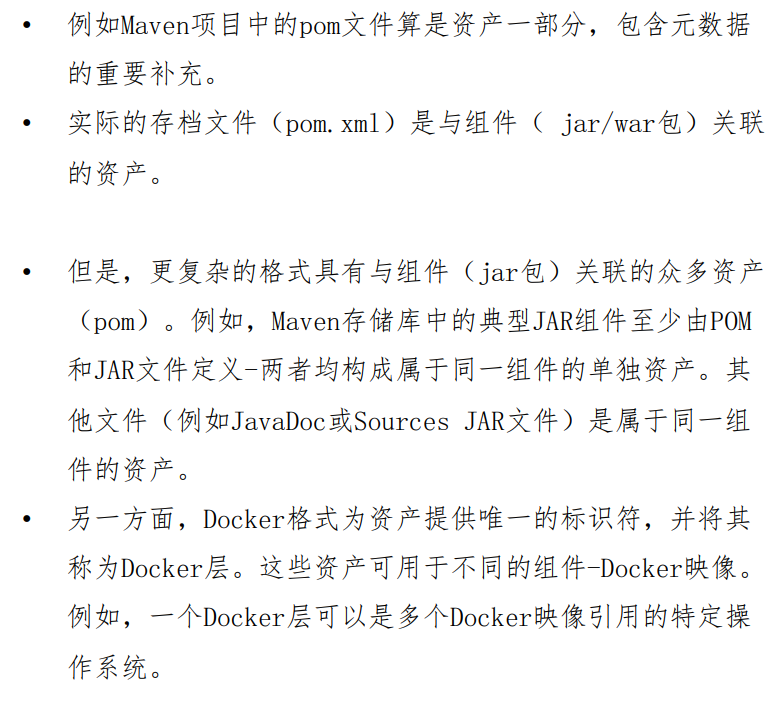 • 例如Maven项目中的pom文件算是资产一部分，包含元数据
的重要补充。
• 实际的存档文件（pom.xml）是与组件（ jar/war包）关联
的资产。
• 但是，更复杂的格式具有与组件（jar包）关联的众多资产
（pom）。例如，Maven存储库中的典型JAR组件至少由POM
和JAR文件定义-两者均构成属于同一组件的单独资产。其
他文件（例如JavaDoc或Sources JAR文件）是属于同一组
件的资产。
• 另一方面，Docker格式为资产提供唯一的标识符，并将其
称为Docker层。这些资产可用于不同的组件-Docker映像。
例如，一个Docker层可以是多个Docker映像引用的特定操
作系统。